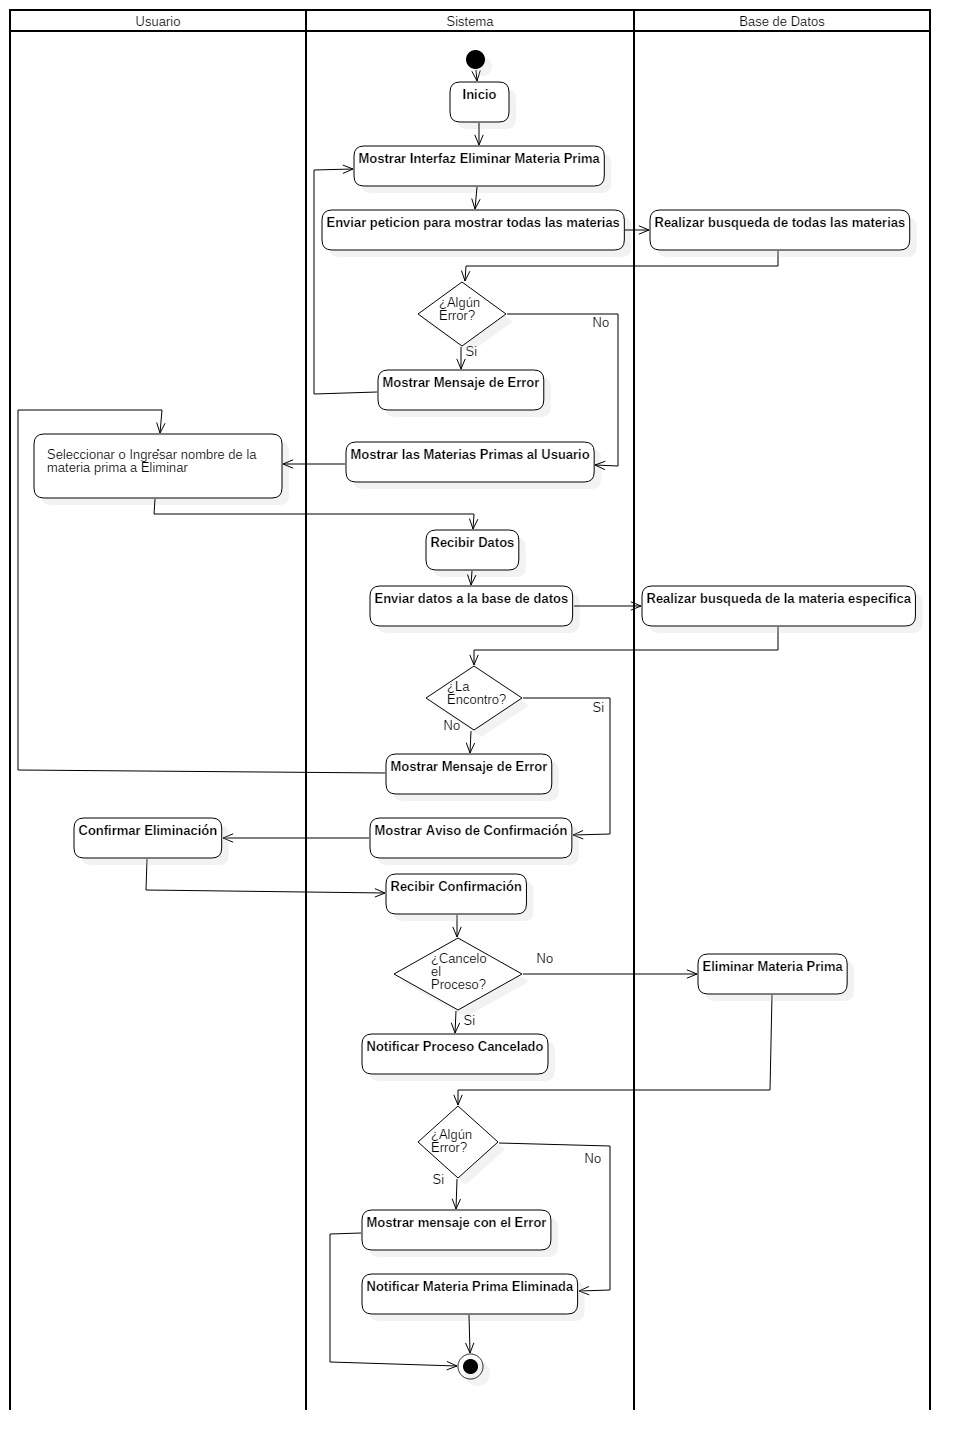 Usuario
Sistema
Base de Datos
Inicio
Mostrar Interfaz Eliminar Materia Prima
Enviar peticion para mostrar todas las materias
Realizar busqueda de todas las materias
¿Algún
Error?
No
Si
Mostrar Mensaje de Error
Seleccionar o Ingresar nombre de la
materia prima a Eliminar
Mostrar las Materias Primas al Usuario
Recibir Datos
Enviar datos a la base de datos
Realizar busqueda de la materia especifica
¿La
Encontro?
Si
No
Mostrar Mensaje de Error
Confirmar Eliminación
Mostrar Aviso de Confirmación
Recibir Confirmación
¿Cancelo
el
Proceso?
No
Eliminar Materia Prima
Si
Notificar Proceso Cancelado
¿Algún
Error?
No
Si
Mostrar mensaje con el Error
Notificar Materia Prima Eliminada